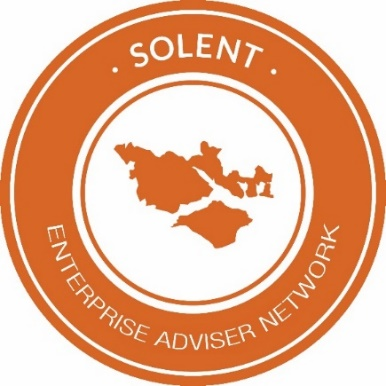 · SOLENT ·
ENTERPRISE ADVISER NETWORK